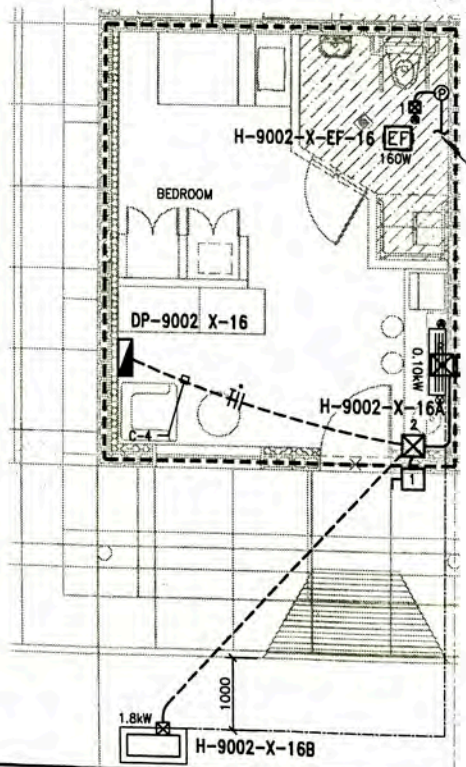 1
H-9002-X-EF-16
EF
160W
BEDROOM
DP-9002 X-16
0.10kW
H-9002-X-16A
C-4
2
1
1000
1.8kW
H-9002-X-16B
P